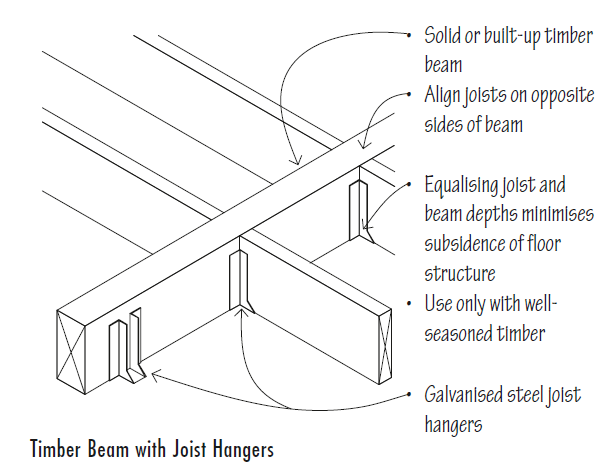 • Solid or built-up timber
beam
• Align joists on opposite
sides of beam
• Equalising joist and
beam depths minimises
subsidence of floor
structure
• Use only with well-
seasoned timber
• Galvanised steel joist
hangers
Timber Beam with Joist Hangers